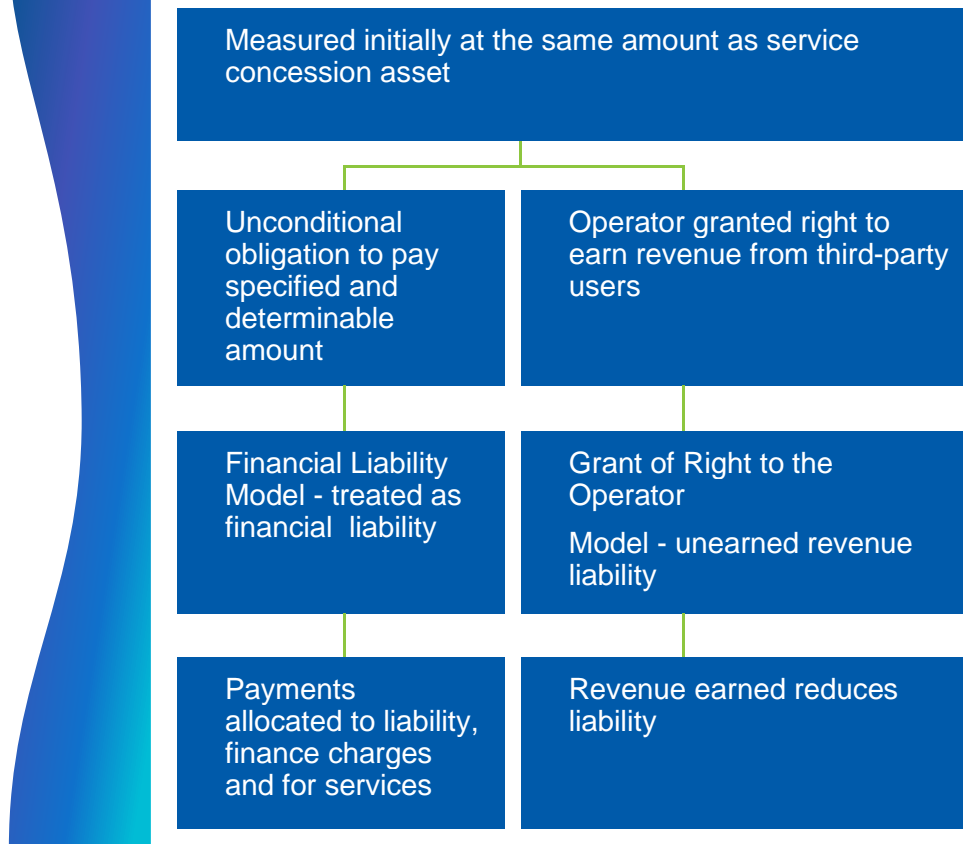 Measured initially at the same amount as service
concession asset
Unconditional
obligation to pay
specified and
determinable
amount
Operator granted right to
earn revenue from third-party
users
Financial Liability
Model - treated as
financial  liability
Grant of Right to the
Operator
Model - unearned revenue
liability
Payments
allocated to liability,
finance charges
and for services
Revenue earned reduces
liability